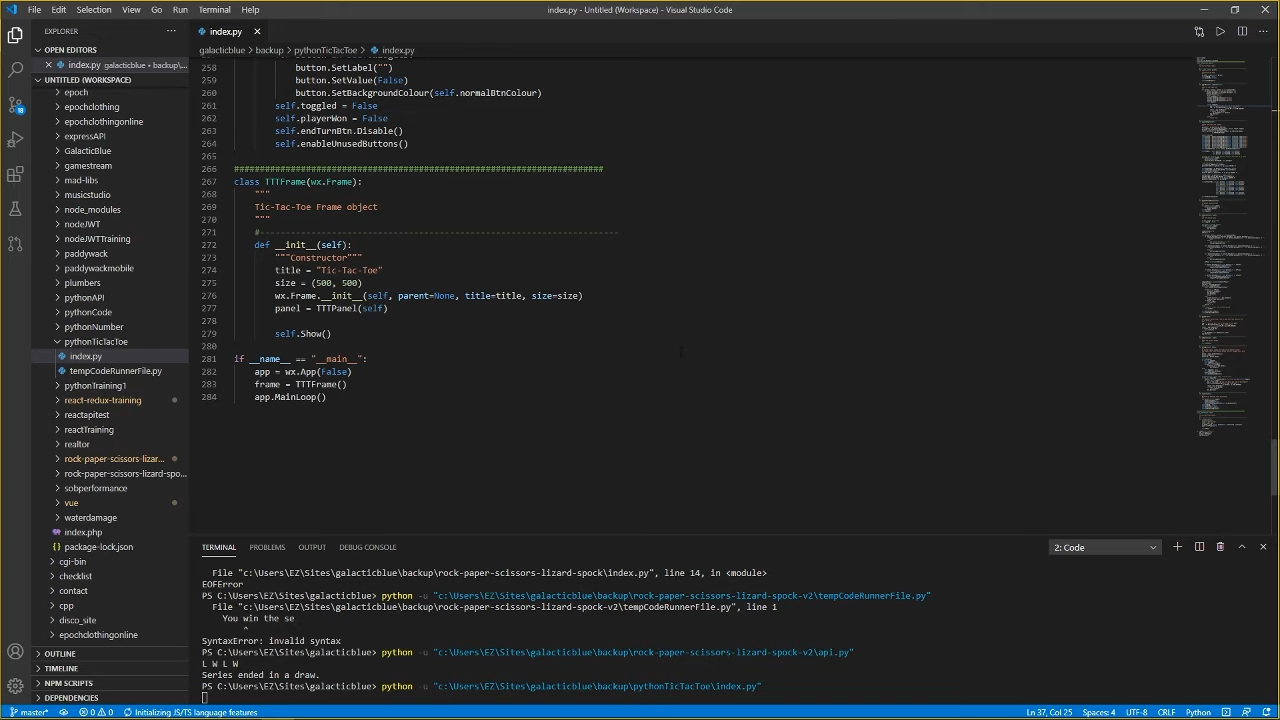 File Edit Selection View Go Run Terminal Help
index.py - Untitled (Workspace) - Visual Studio Code
EXPLORER
index.py
OPEN EDITORS
index.py galacticblue • backup\...
galacticblue > backup > pythonTicTacToe > index.py
UNTITLED (WORKSPACE)
epoch
epochclothing
epochclothingonline
expressAPI
GalacticBlue
gamestream
mad-libs
musicstudio
node_modules
nodeJWT
nodeJWTTraining
paddywack
paddywackmobile
plumbers
pythonAPI
pythonCode
pythonNumber
pythonTicTacToe
index.py
tempCodeRunnerFile.py
pythonTraining1
react-redux-training
reactapitest
reactTraining
realtor
rock-paper-scissors-lizar...
rock-paper-scissors-lizard-spo...
sobperformance
vue
waterdamage
index.php
package-lock.json
cgi-bin
checklist
contact
cpp
disco_site
epochclothingonline
OUTLINE
TIMELINE
NPM SCRIPTS
DEPENDENCIES
258 button.SetLabel("")
259 button.SetValue(False)
260 button.SetBackgroundColour(self.normalBtnColour)
261 self.toggled = False
262 self.playerWon = False
263 self.endTurnBtn.Disable()
264 self.enableUnusedButtons()
265
266 ########################################################################
267 class TTTFrame(wx.Frame):
268 """
269 Tic-Tac-Toe Frame object
270 """
271 #----------------------------------------------------------------------
272 def __init__(self):
273 """Constructor"""
274 title = "Tic-Tac-Toe"
275 size = (500, 500)
276 wx.Frame.__init__(self, parent=None, title=title, size=size)
277 panel = TTTPanel(self)
278
279 self.Show()
280
281 if __name__ == "__main__":
282 app = wx.App(False)
283 frame = TTTFrame()
284 app.MainLoop()
TERMINAL PROBLEMS OUTPUT DEBUG CONSOLE
2: Code
File "c:\Users\EZ\Sites\galacticblue\backup\rock-paper-scissors-lizard-spock\index.py", line 14, in <module>
EOFError
PS C:\Users\EZ\Sites\galacticblue> python -u "c:\Users\EZ\Sites\galacticblue\backup\rock-paper-scissors-lizard-spock-v2\tempCodeRunnerFile.py"
File "c:\Users\EZ\Sites\galacticblue\backup\rock-paper-scissors-lizard-spock-v2\tempCodeRunnerFile.py", line 1
You win the se
^
SyntaxError: invalid syntax
PS C:\Users\EZ\Sites\galacticblue> python -u "c:\Users\EZ\Sites\galacticblue\backup\rock-paper-scissors-lizard-spock-v2\api.py"
L W L W
Series ended in a draw.
PS C:\Users\EZ\Sites\galacticblue> python -u "c:\Users\EZ\Sites\galacticblue\backup\pythonTicTacToe\index.py"
master* 0 0 Initializing JS/TS language features
Ln 37, Col 25 Spaces: 4 UTF-8 CRLF Python